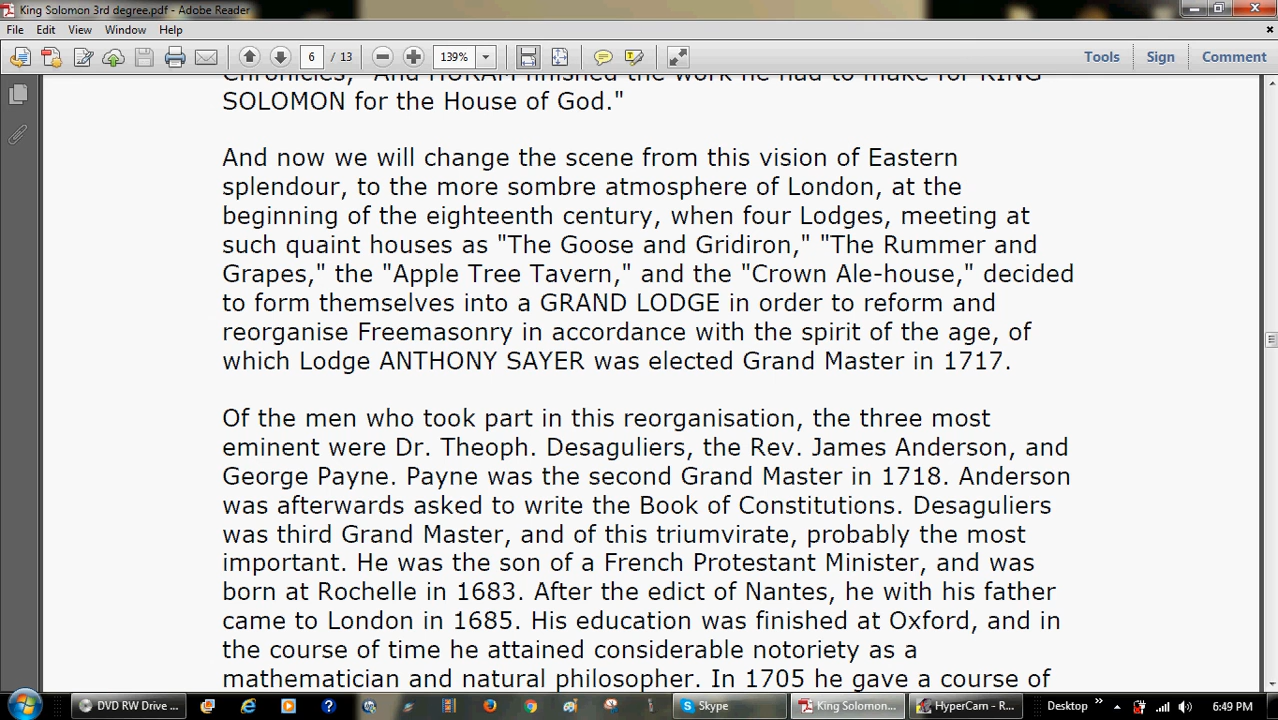 King Solomon 3rd degree.pdf - Adobe Reader
File Edit View Window Help
6 / 13 139% Tools Sign Comment
Chronicles, "And HURAM finished the work he had to make for KING
SOLOMON for the House of God."
And now we will change the scene from this vision of Eastern
splendour, to the more sombre atmosphere of London, at the
beginning of the eighteenth century, when four Lodges, meeting at
such quaint houses as "The Goose and Gridiron," "The Rummer and
Grapes," the "Apple Tree Tavern," and the "Crown Ale-house," decided
to form themselves into a GRAND LODGE in order to reform and
reorganise Freemasonry in accordance with the spirit of the age, of
which Lodge ANTHONY SAYER was elected Grand Master in 1717.
Of the men who took part in this reorganisation, the three most
eminent were Dr. Theoph. Desaguliers, the Rev. James Anderson, and
George Payne. Payne was the second Grand Master in 1718. Anderson
was afterwards asked to write the Book of Constitutions. Desaguliers
was third Grand Master, and of this triumvirate, probably the most
important. He was the son of a French Protestant Minister, and was
born at Rochelle in 1683. After the edict of Nantes, he with his father
came to London in 1685. His education was finished at Oxford, and in
the course of time he attained considerable notoriety as a
mathematician and natural philosopher. In 1705 he gave a course of
DVD RW Drive ... Skype King Solomon... HyperCam - R... Desktop » 6:49 PM